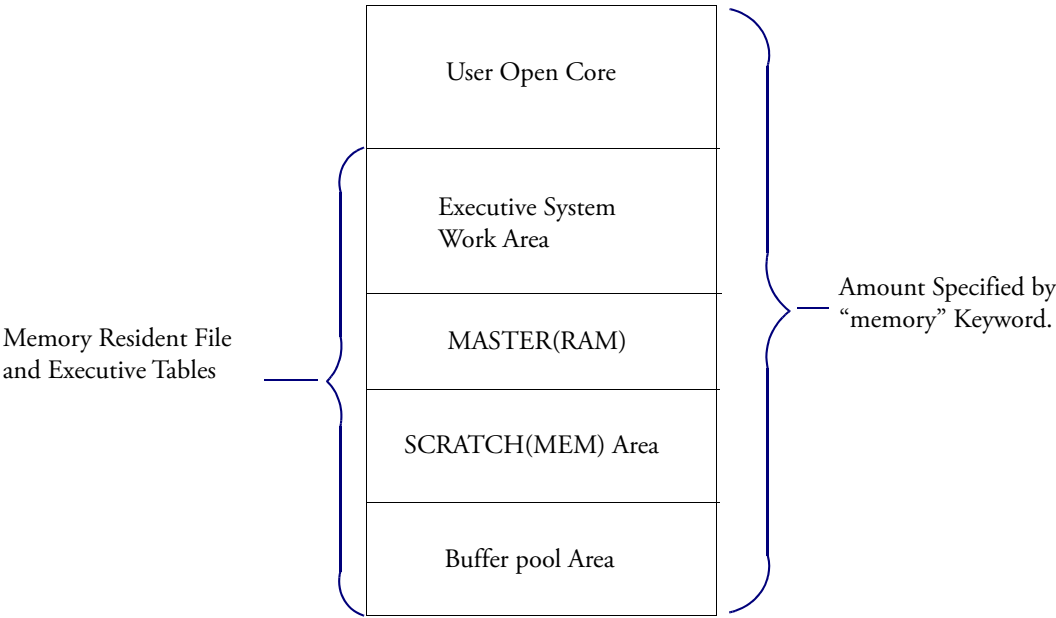 User Open Core
Executive System
Work Area
MASTER(RAM)
SCRATCH(MEM) Area
Buffer pool Area
Memory Resident File
and Executive Tables
Amount Specified by
“memory” Keyword.